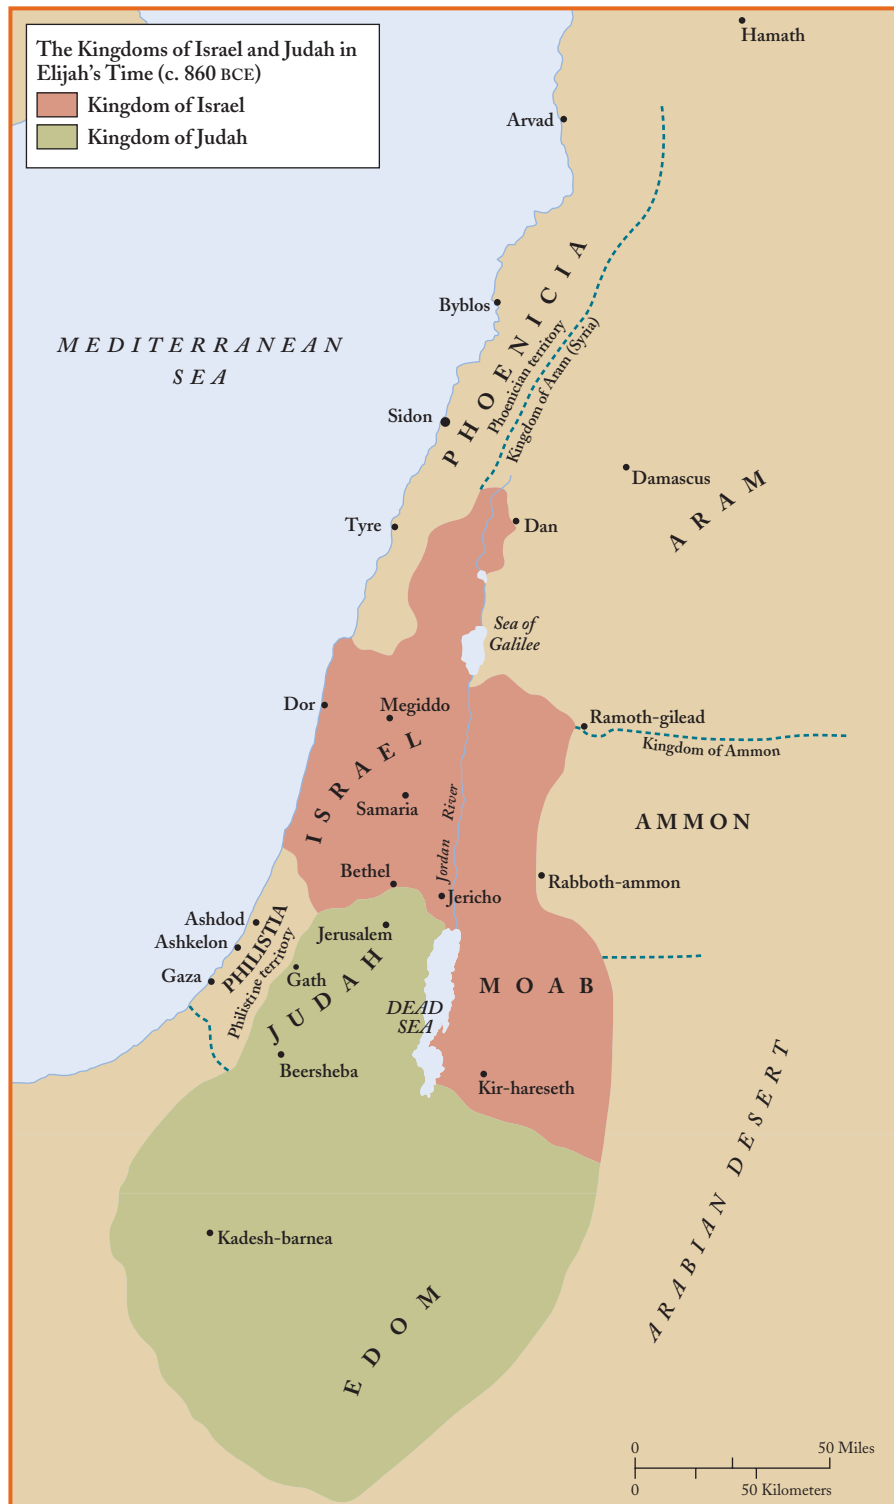 The Kingdoms of Israel and Judah in
Elijah's Time (c. 860 BCE)
Kingdom of Israel
Kingdom of Judah
Hamath
Arvad
PHOENICIA
Byblos
Phoenician territory
Kingdom of Aram (Syria)
MEDITERRANEAN
SEA
Sidon
Damascus
ARAM
Tyre
Dan
Sea of
Galilee
Dor
Megiddo
Ramoth-gilead
Kingdom of Ammon
ISRAEL
Samaria
Jordan River
AMMON
Bethel
Jericho
Rabboth-ammon
Ashdod
Ashkelon
Gaza
PHILISTIA
Philistine territory
Jerusalem
Gath
JUDAH
DEAD
SEA
MOAB
Beersheba
Kir-hareseth
ARABIAN DESERT
Kadesh-barnea
EDOM
0 50 Miles
0 50 Kilometers